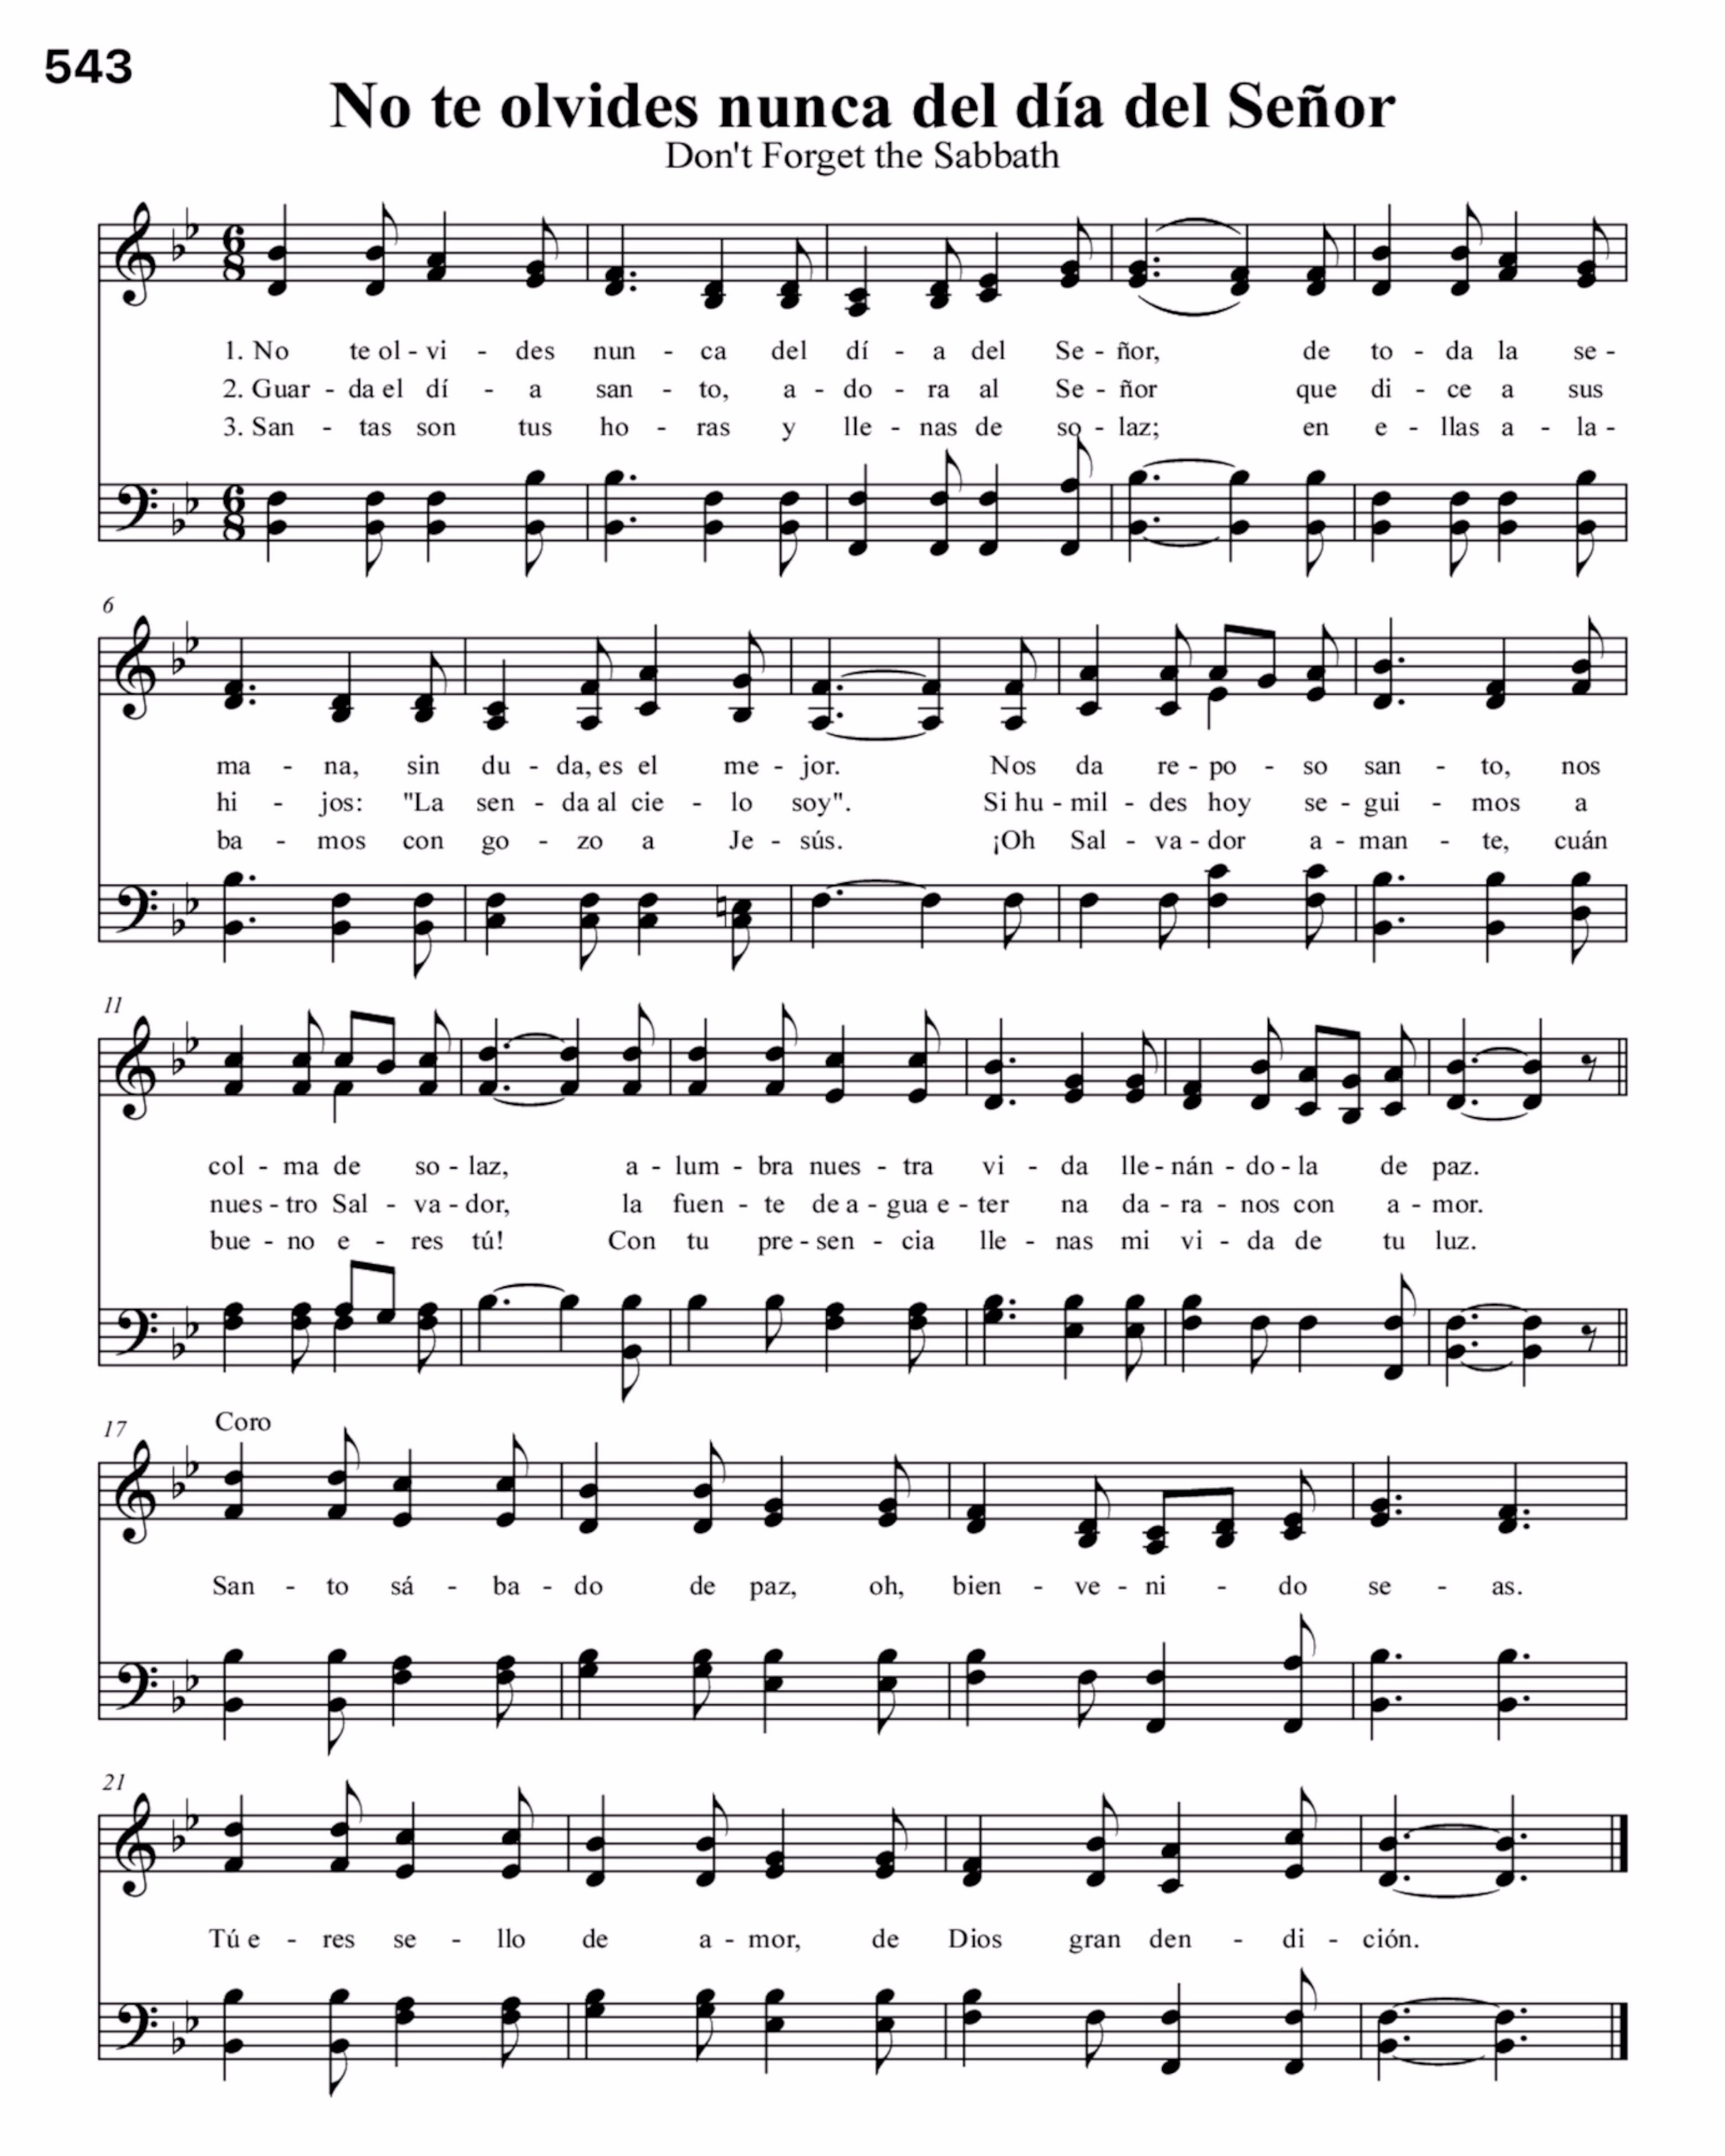 543
No te olvides nunca del día del Señor
Don't Forget the Sabbath
1. No te ol - vi - des nun - ca del dí - a del Se - ñor, de to - da la se -
2. Guar - da el dí - a san - to, a - do - ra al Se - ñor que di - ce a sus
3. San - tas son tus ho - ras y lle - nas de so - laz; en e - llas a - la -
6
ma - na, sin du - da, es el me - jor. Nos da re - po - so san - to, nos
hi - jos: "La sen - da al cie - lo soy". Si hu - mil - des hoy se - gui - mos a
ba - mos con go - zo a Je - sús. ¡Oh Sal - va - dor a - man - te, cuán
11
col - ma de so - laz, a - lum - bra nues - tra vi - da lle - nán - do - la de paz.
nues - tro Sal - va - dor, la fuen - te de a - gua e - ter na da - ra - nos con a - mor.
bue - no e - res tú! Con tu pre - sen - cia lle - nas mi vi - da de tu luz.
17 Coro
San - to sá - ba - do de paz, oh, bien - ve - ni - do se - as.
21
Tú e - res se - llo de a - mor, de Dios gran den - di - ción.